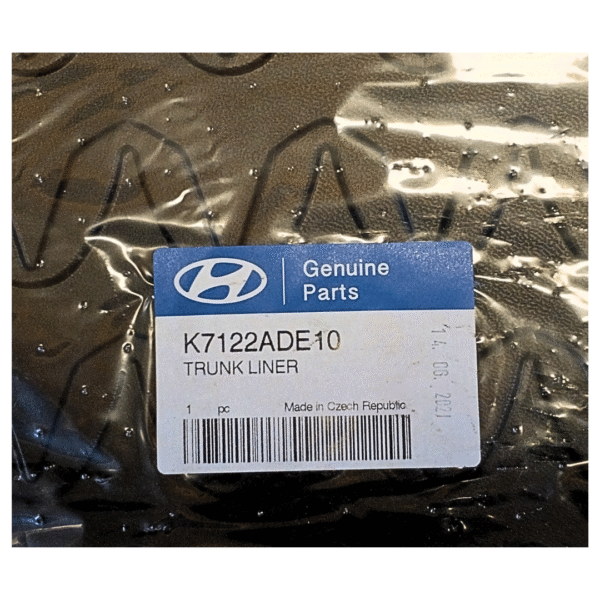 Genuine
Parts
K7122ADE10
TRUNK LINER
1 pc Made in Czech Republic
14. 06. 2021